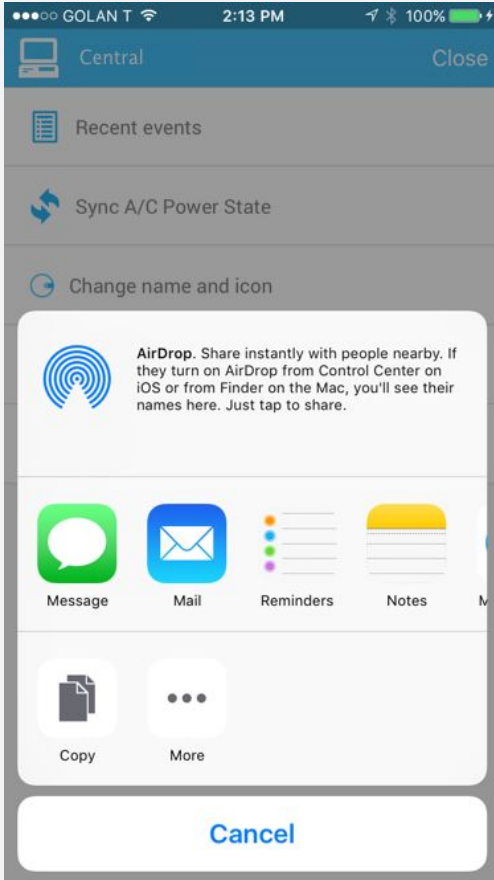 GOLAN T 2:13 PM 100%
Central Close
Recent events
Sync A/C Power State
Change name and icon
AirDrop. Share instantly with people nearby. If
they turn on AirDrop from Control Center on
iOS or from Finder on the Mac, you'll see their
names here. Just tap to share.
Message Mail Reminders Notes
Copy More
Cancel